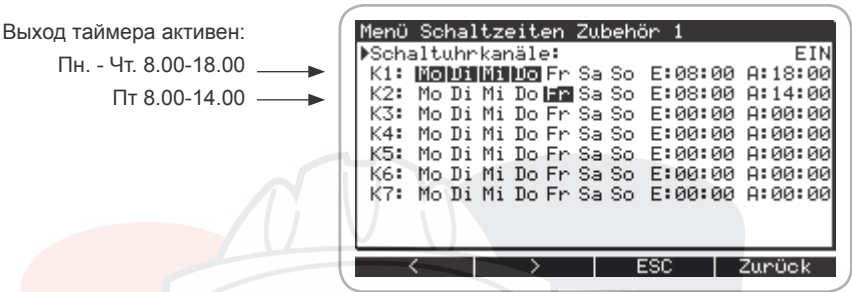 Выход таймера активен:
Пн. - Чт. 8.00-18.00
Пт 8.00-14.00
Menü Schaltzeiten Zubehör 1
Schaltuhrkanäle: EIN
K1: Mo Di Mi Do Fr Sa So E:08:00 A:18:00
K2: Mo Di Mi Do Fr Sa So E:08:00 A:14:00
K3: Mo Di Mi Do Fr Sa So E:00:00 A:00:00
K4: Mo Di Mi Do Fr Sa So E:00:00 A:00:00
K5: Mo Di Mi Do Fr Sa So E:00:00 A:00:00
K6: Mo Di Mi Do Fr Sa So E:00:00 A:00:00
K7: Mo Di Mi Do Fr Sa So E:00:00 A:00:00
< > ESC Zurück